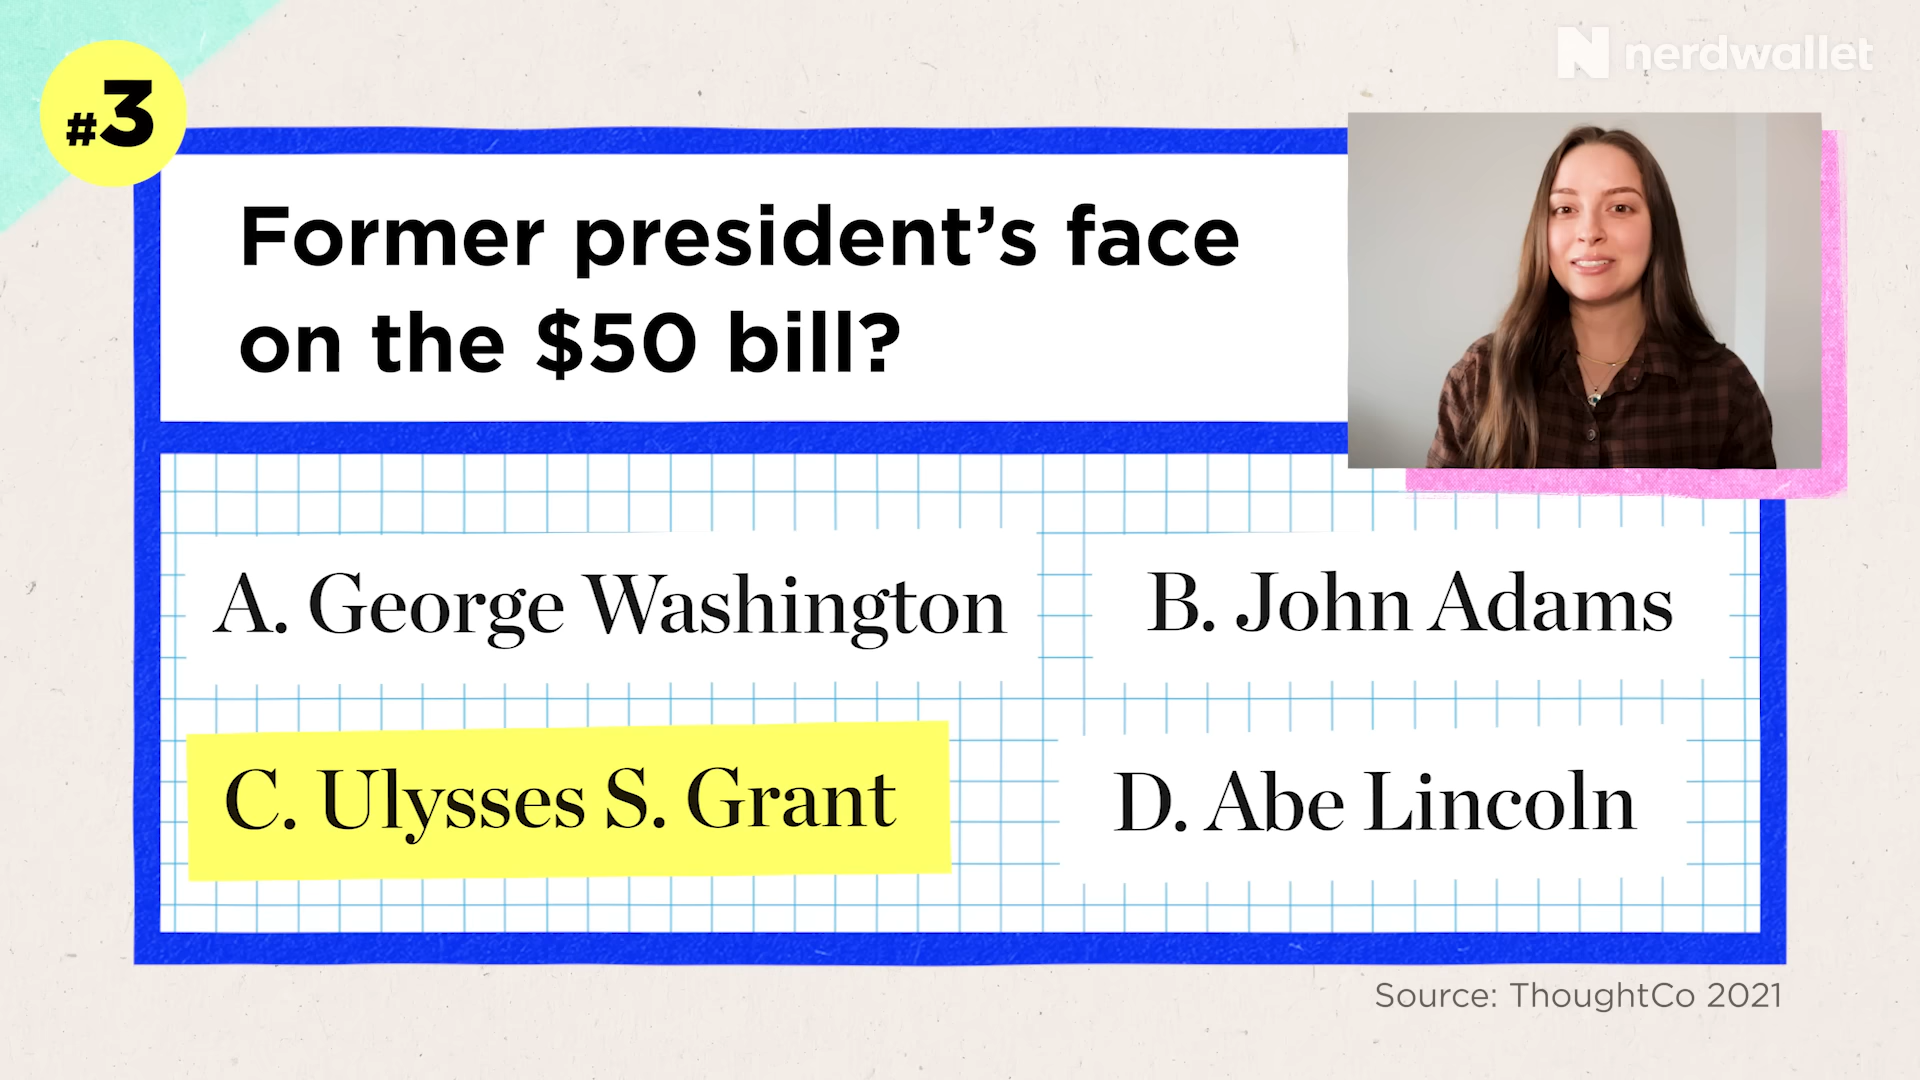 #3
nerdwallet
Former president’s face
on the $50 bill?
A. George Washington
B. John Adams
C. Ulysses S. Grant
D. Abe Lincoln
Source: ThoughtCo 2021